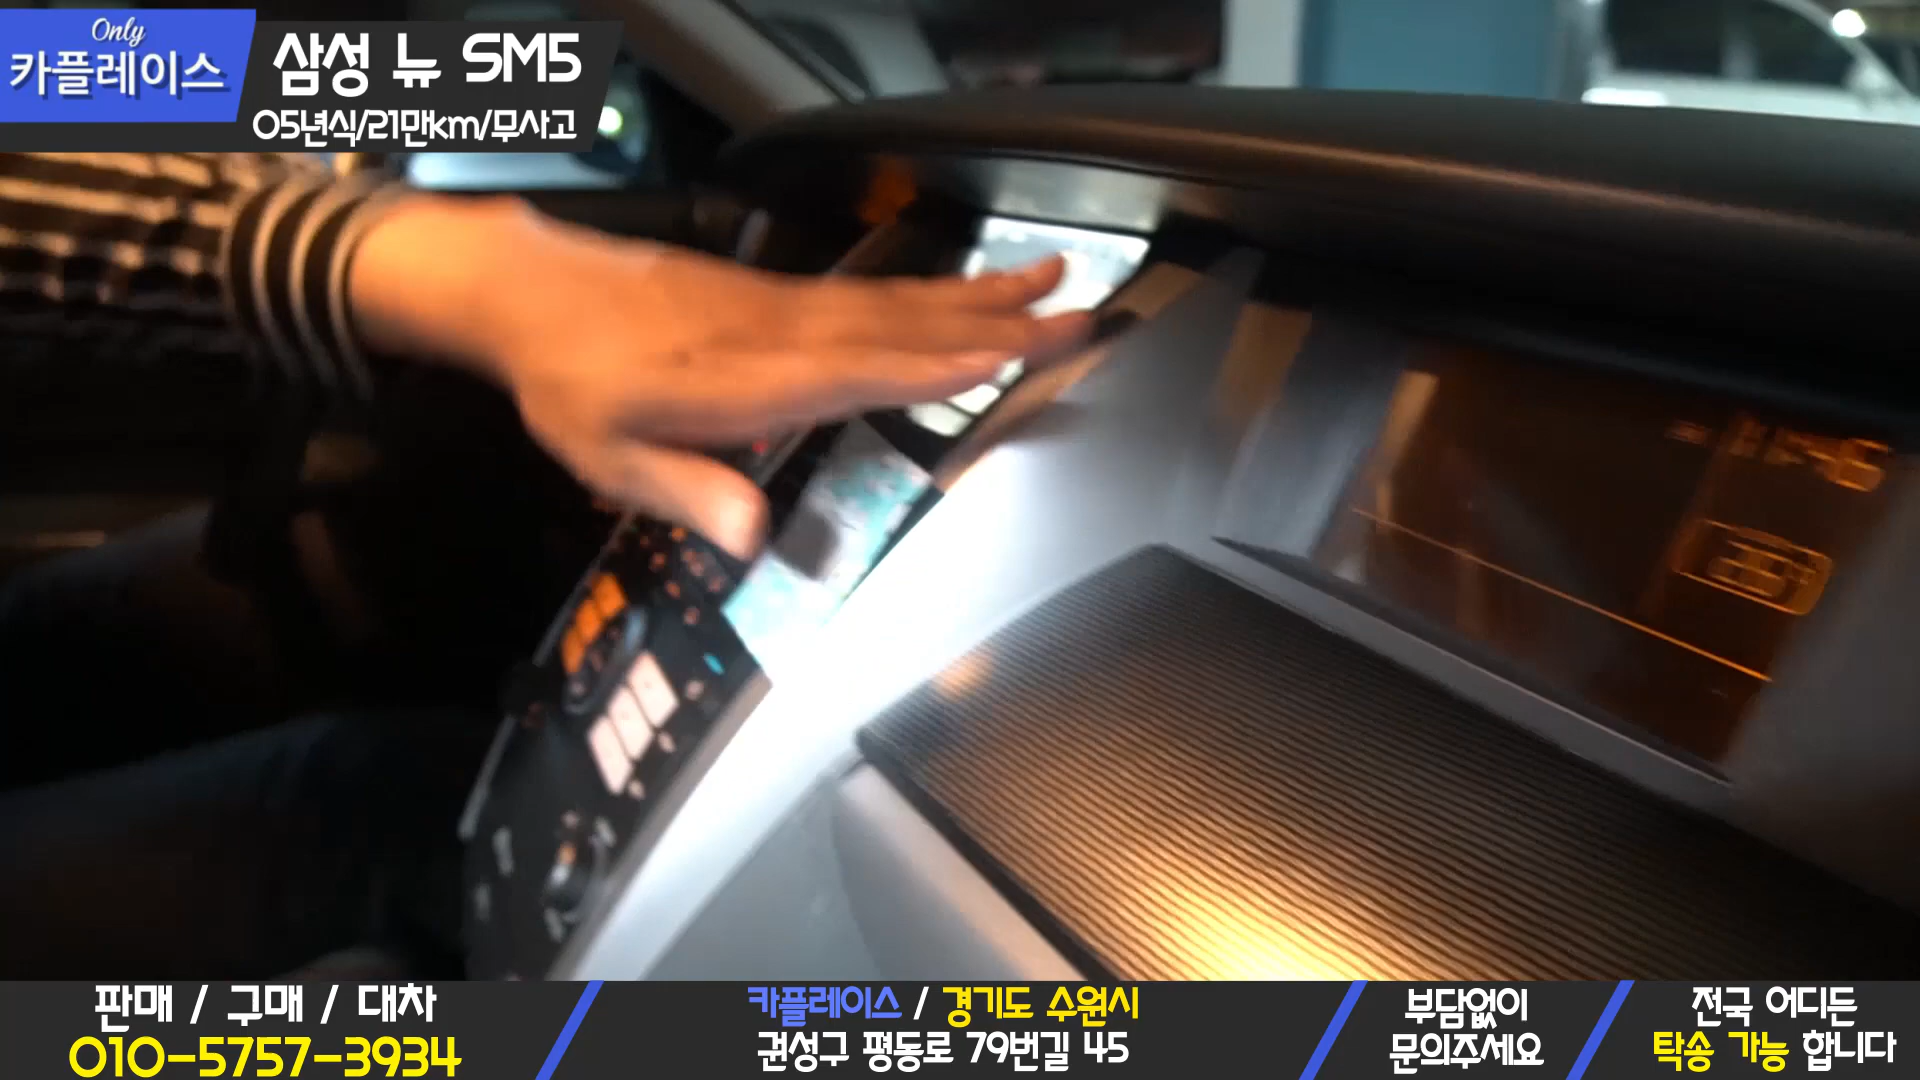 Only
카플레이스
삼성 뉴 SM5
05년식/21만km/무사고
판매 / 구매 / 대차
010-5757-3934
카플레이스 / 경기도 수원시
권성구 평동로 79번길 45
부담없이
문의주세요
전국 어디든
탁송 가능 합니다